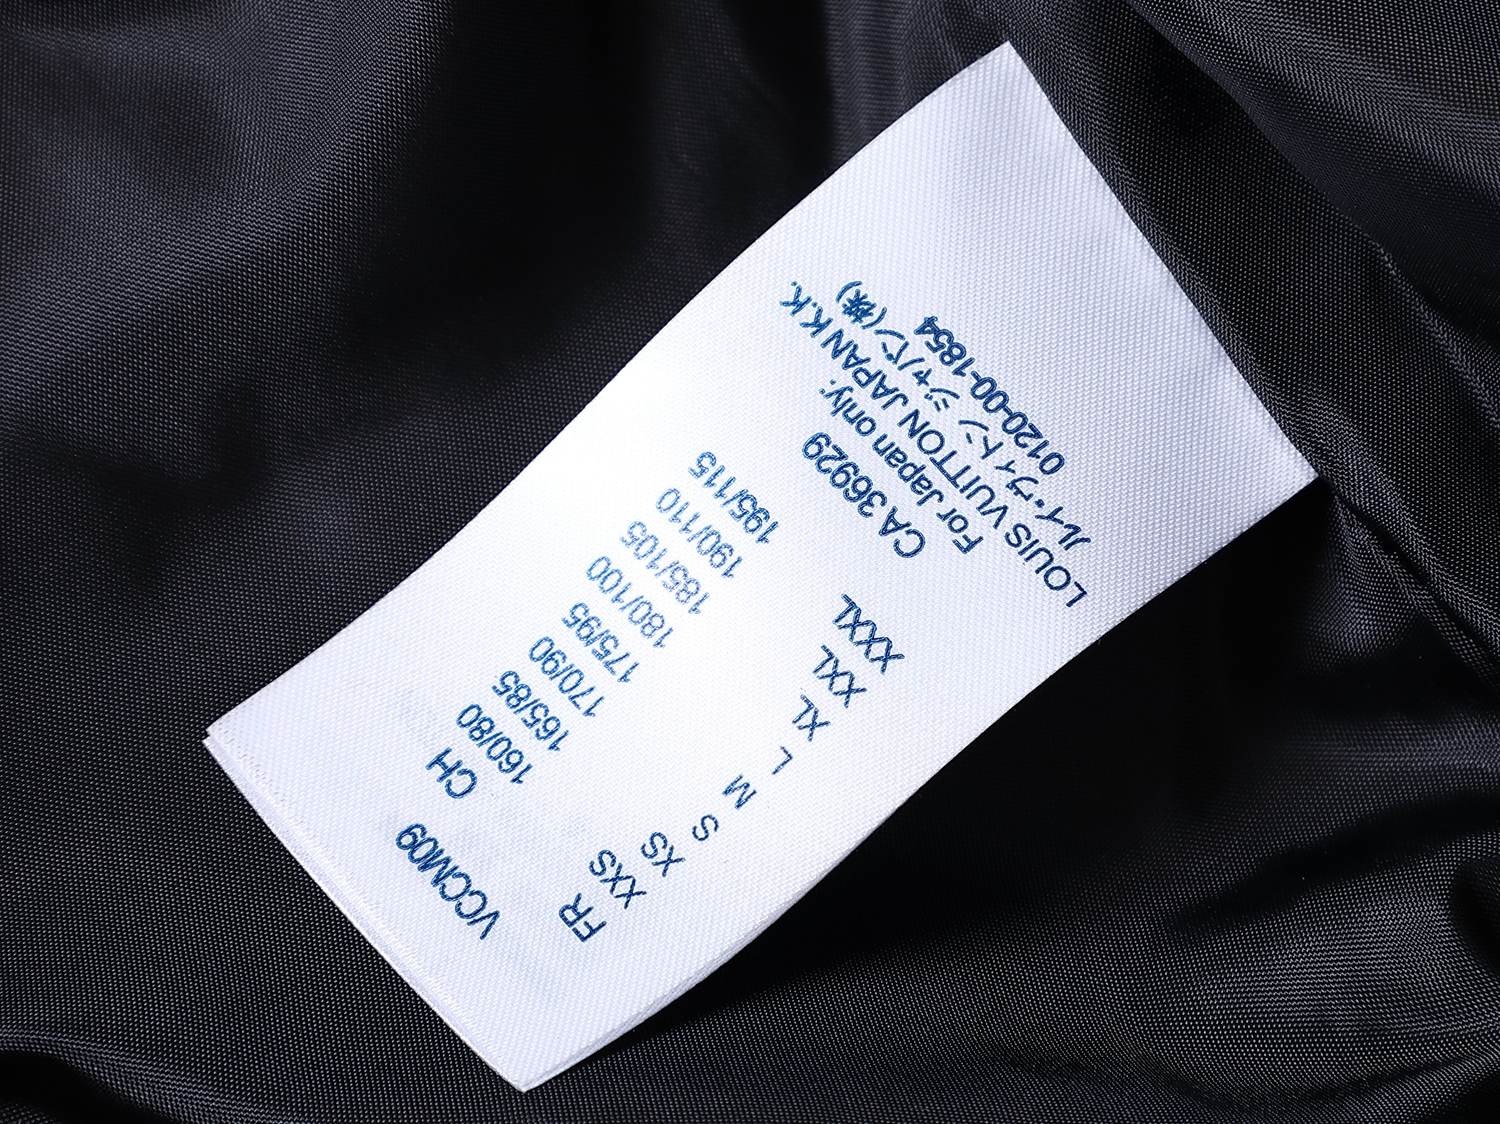 VCCM09
FR CH
XXS 160/80
XS 165/85
S 170/90
M 175/95
L 180/100
XL 185/105
XXL 190/110
XXXL 195/115
CA 36929
For Japan only:
LOUIS VUITTON JAPAN K.K.
ルイ・ヴィトン ジャパン(株)
0120-00-1854